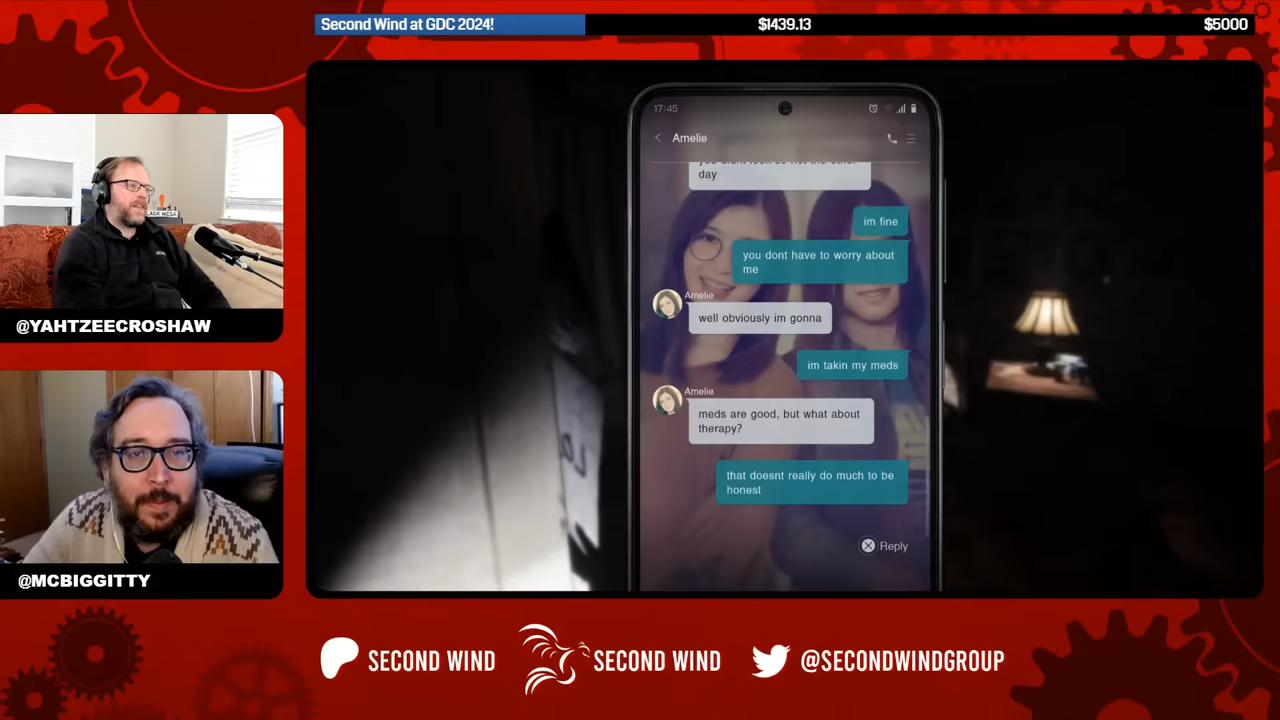 Second Wind at GDC 2024!
$1439.13
$5000
17:45
Amelie
day
im fine
you dont have to worry about
me
Amelie
well obviously im gonna
im takin my meds
Amelie
meds are good, but what about
therapy?
that doesnt really do much to be
honest
Reply
@YAHTZEECROSHAW
@MCBIGGITTY
SECOND WIND
SECOND WIND
@SECONDWINDGROUP